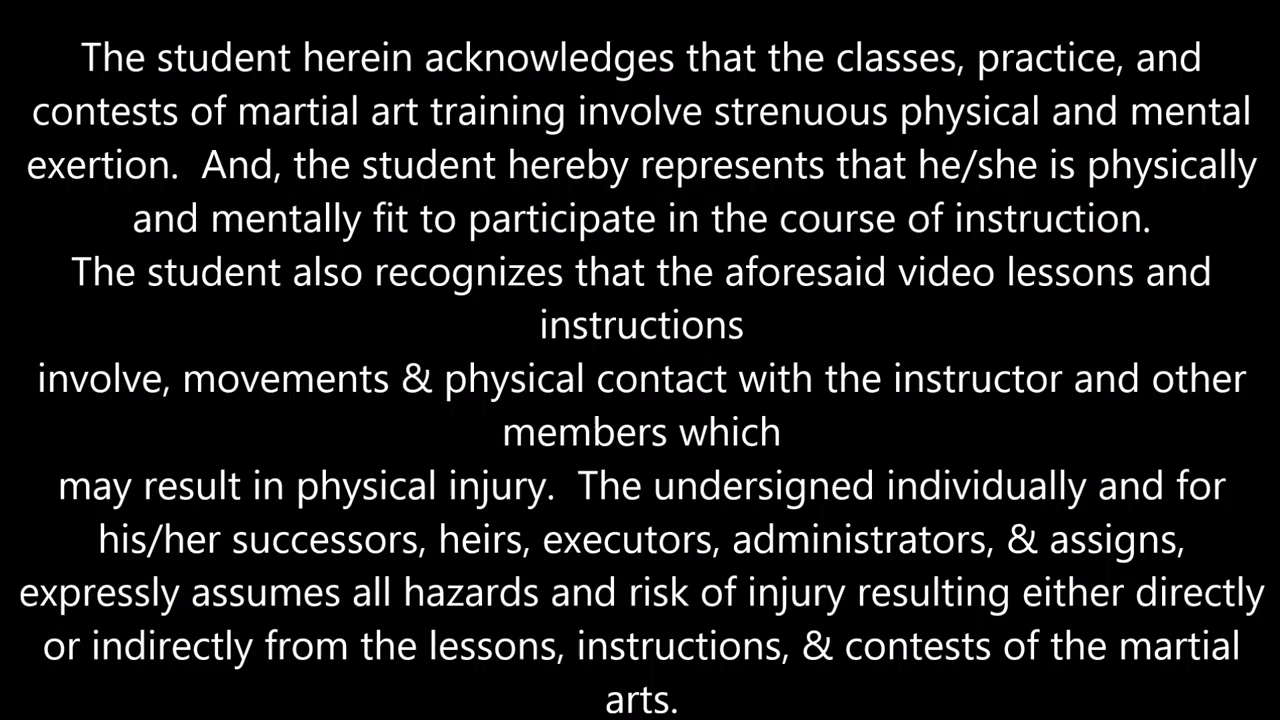 The student herein acknowledges that the classes, practice, and
contests of martial art training involve strenuous physical and mental
exertion.  And, the student hereby represents that he/she is physically
and mentally fit to participate in the course of instruction.
The student also recognizes that the aforesaid video lessons and
instructions
involve, movements & physical contact with the instructor and other
members which
may result in physical injury.  The undersigned individually and for
his/her successors, heirs, executors, administrators, & assigns,
expressly assumes all hazards and risk of injury resulting either directly
or indirectly from the lessons, instructions, & contests of the martial
arts.